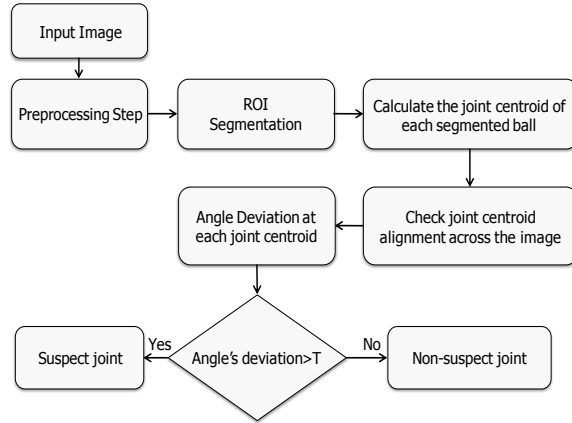 Input Image
Preprocessing Step
ROI
Segmentation
Calculate the joint centroid of
each segmented ball
Angle Deviation at
each joint centroid
Check joint centroid
alignment across the image
Yes
No
Suspect joint
Angle's deviation>T
Non-suspect joint